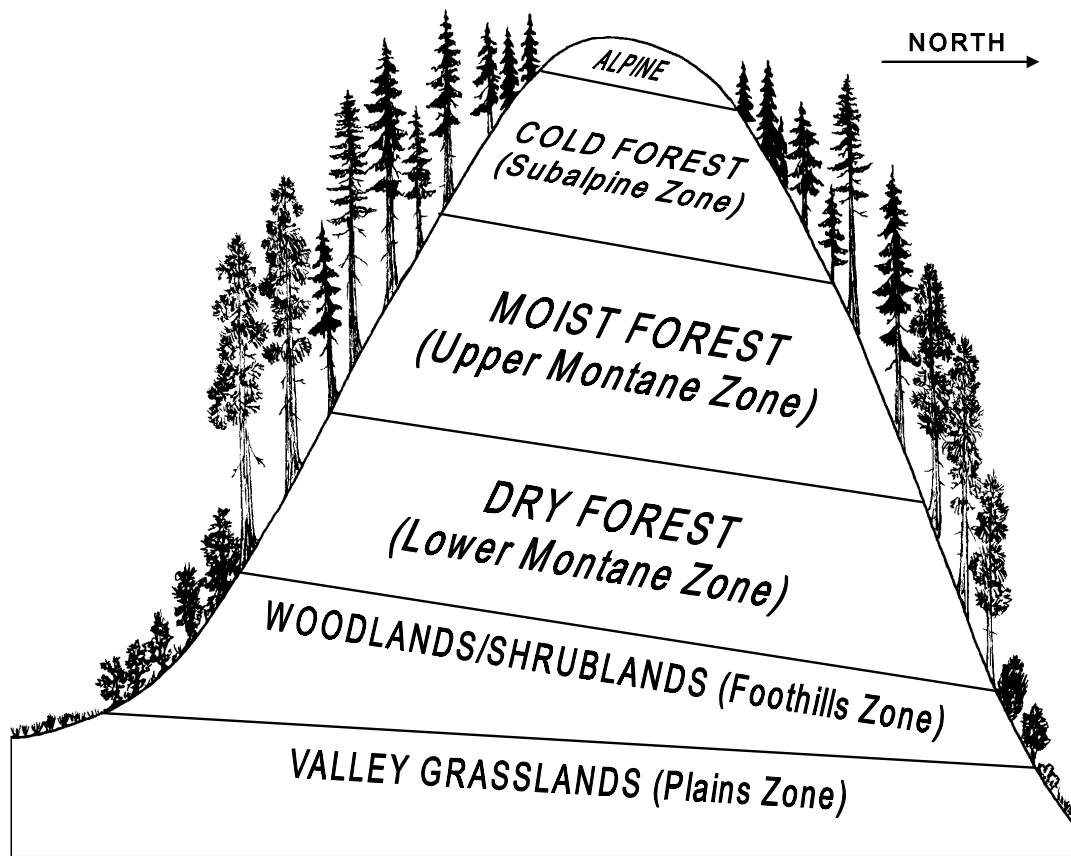 NORTH
ALPINE
COLD FOREST
(Subalpine Zone)
MOIST FOREST
(Upper Montane Zone)
DRY FOREST
(Lower Montane Zone)
WOODLANDS/SHRUBLANDS (Foothills Zone)
VALLEY GRASSLANDS (Plains Zone)